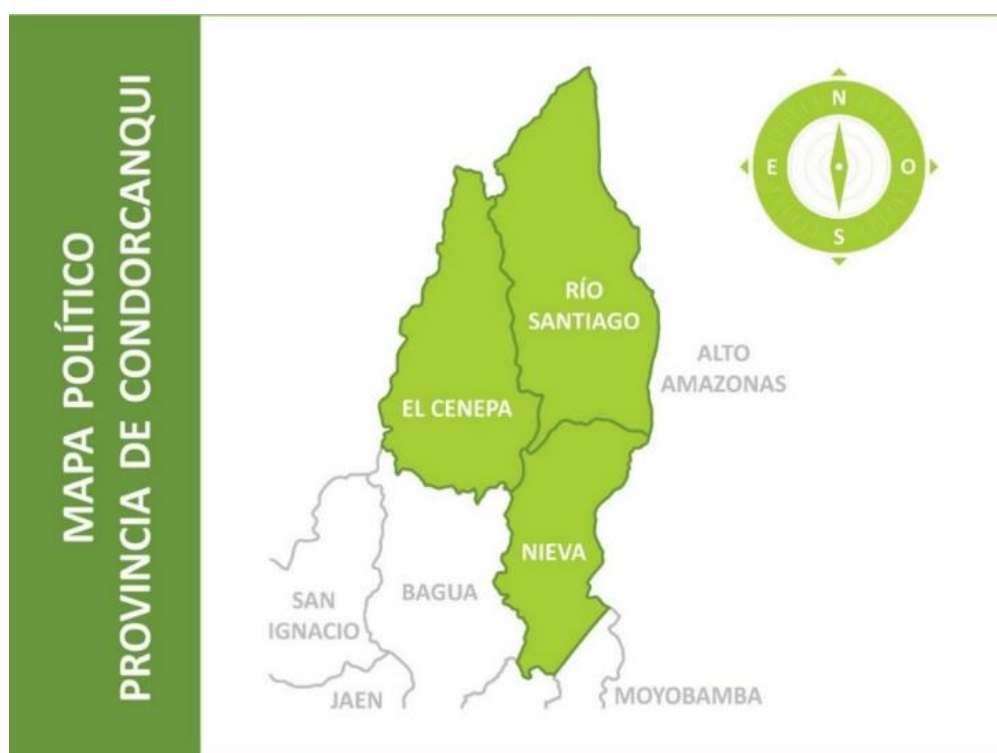 MAPA POLÍTICO
PROVINCIA DE CONDORCANQUI
N
E
O
S
RÍO
SANTIAGO
ALTO
AMAZONAS
EL CENEPA
NIEVA
BAGUA
SAN
IGNACIO
JAEN
MOYOBAMBA